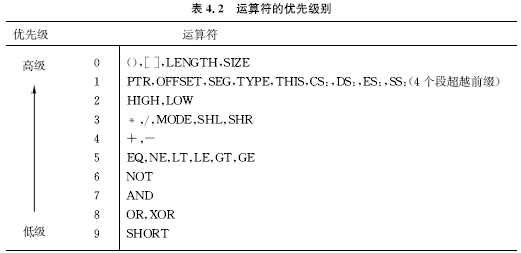 表 4.2 运算符的优先级别
优先级 运算符
高级 0 (),[ ],LENGTH,SIZE
1 PTR,OFFSET,SEG,TYPE,THIS,CS:,DS:,ES:,SS:(4 个段超越前缀)
2 HIGH,LOW
3 *,/,MODE,SHL,SHR
4 +,-
5 EQ,NE,LT,LE,GT,GE
6 NOT
7 AND
8 OR,XOR
低级 9 SHORT